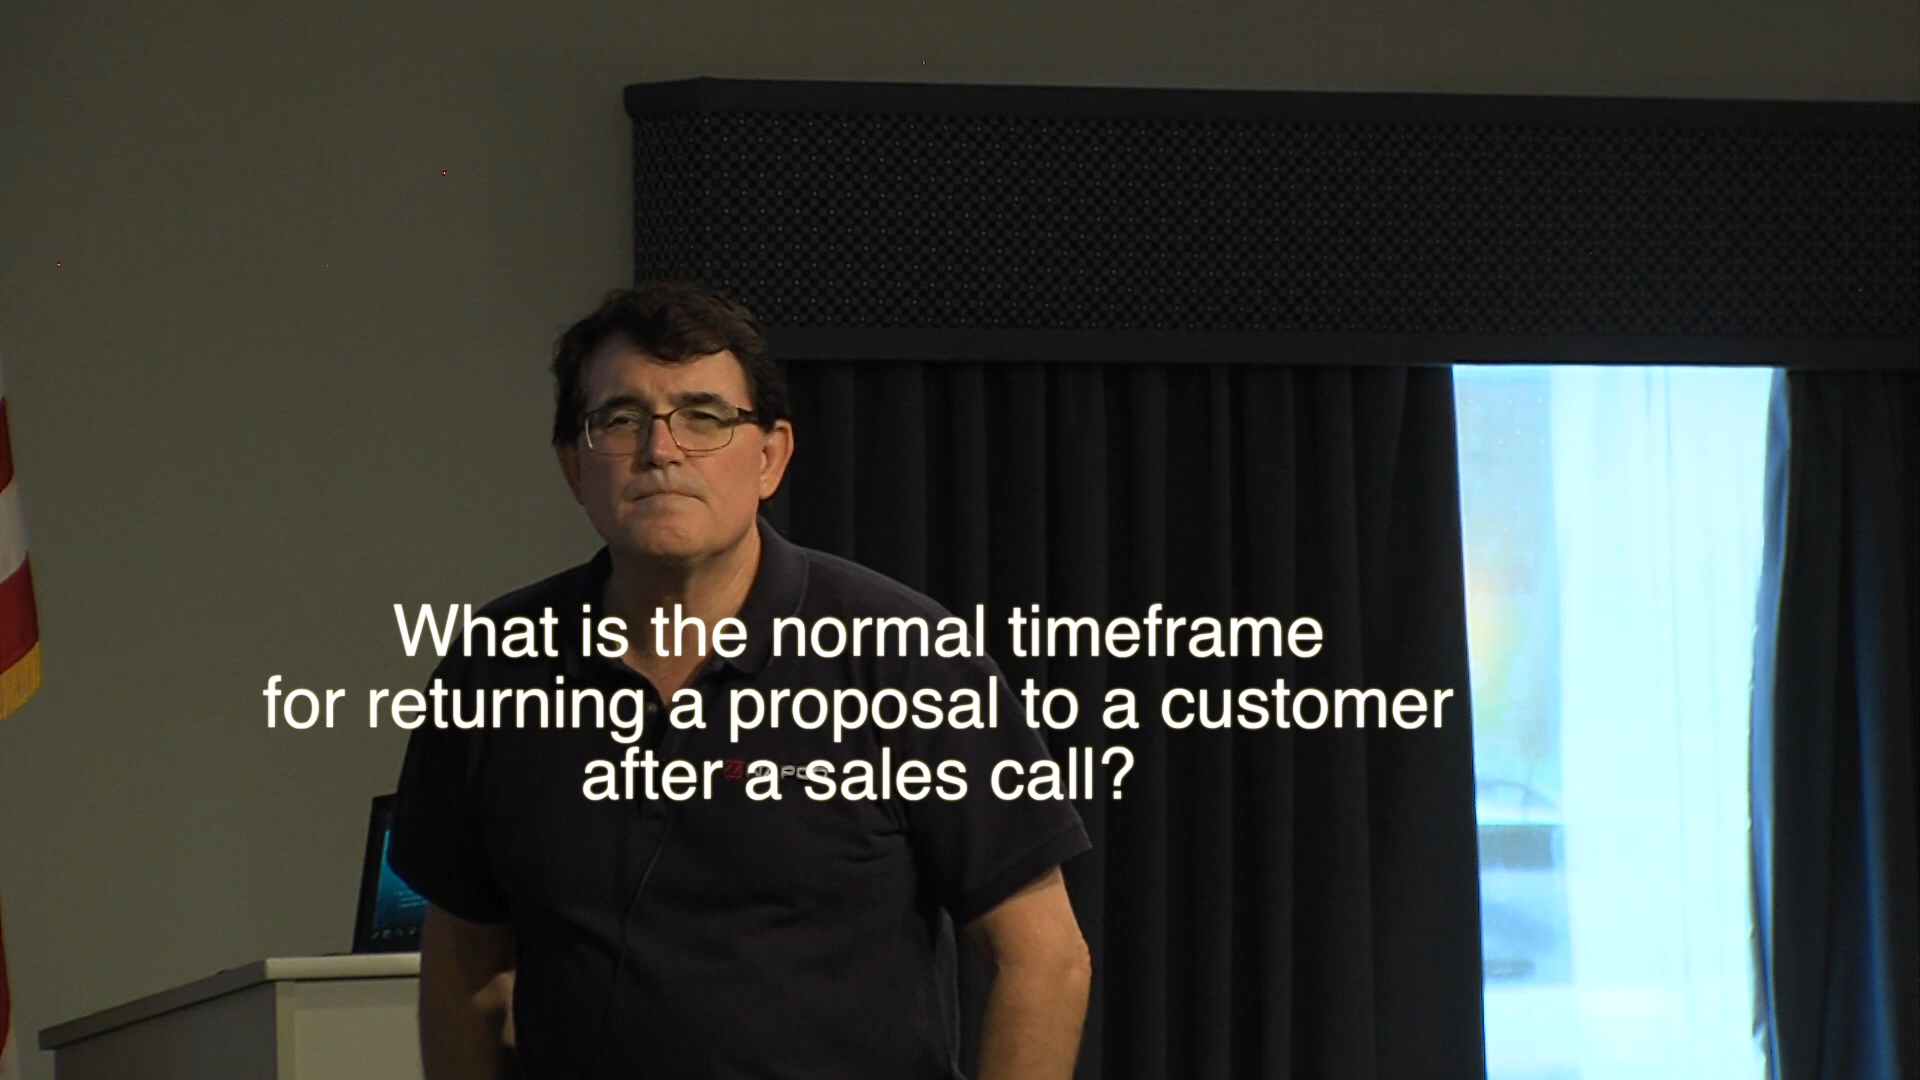 What is the normal timeframe
for returning a proposal to a customer
after a sales call?